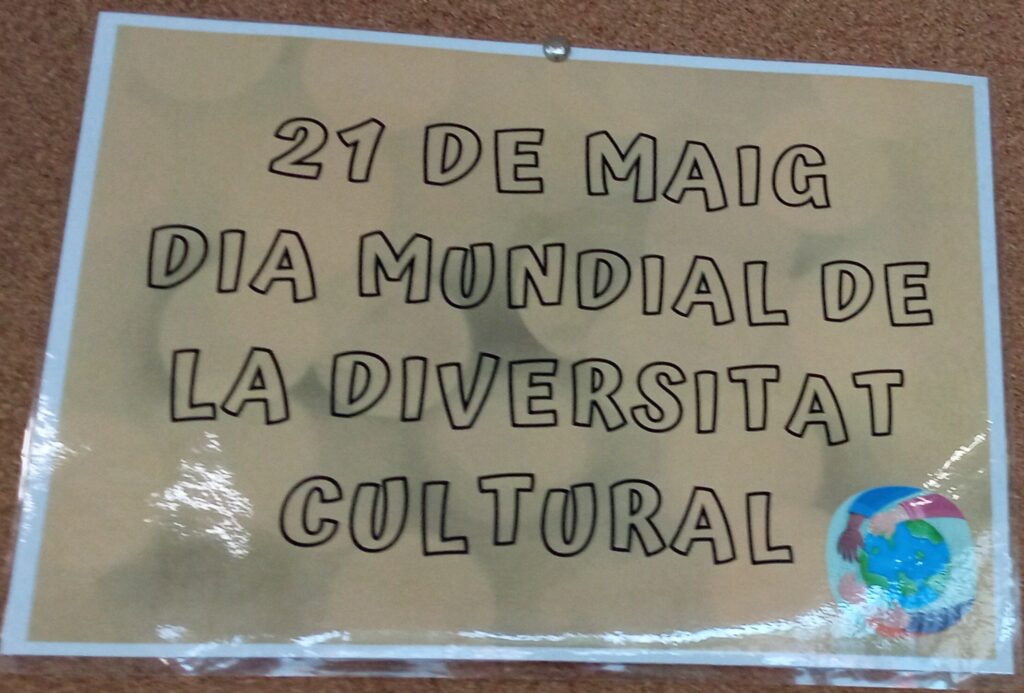 21 DE MAIG
DIA MUNDIAL DE
LA DIVERSITAT
CULTURAL